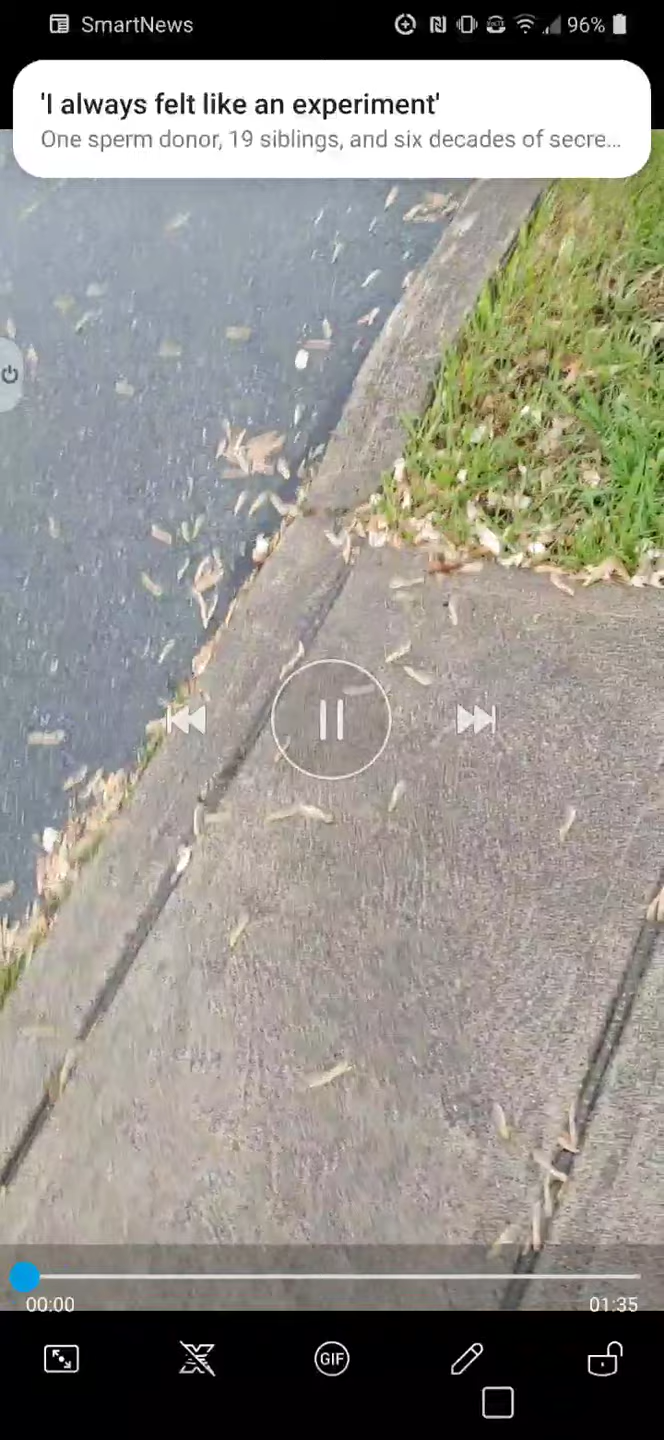 SmartNews
96%
'I always felt like an experiment'
One sperm donor, 19 siblings, and six decades of secre...
00:00
01:35
GIF